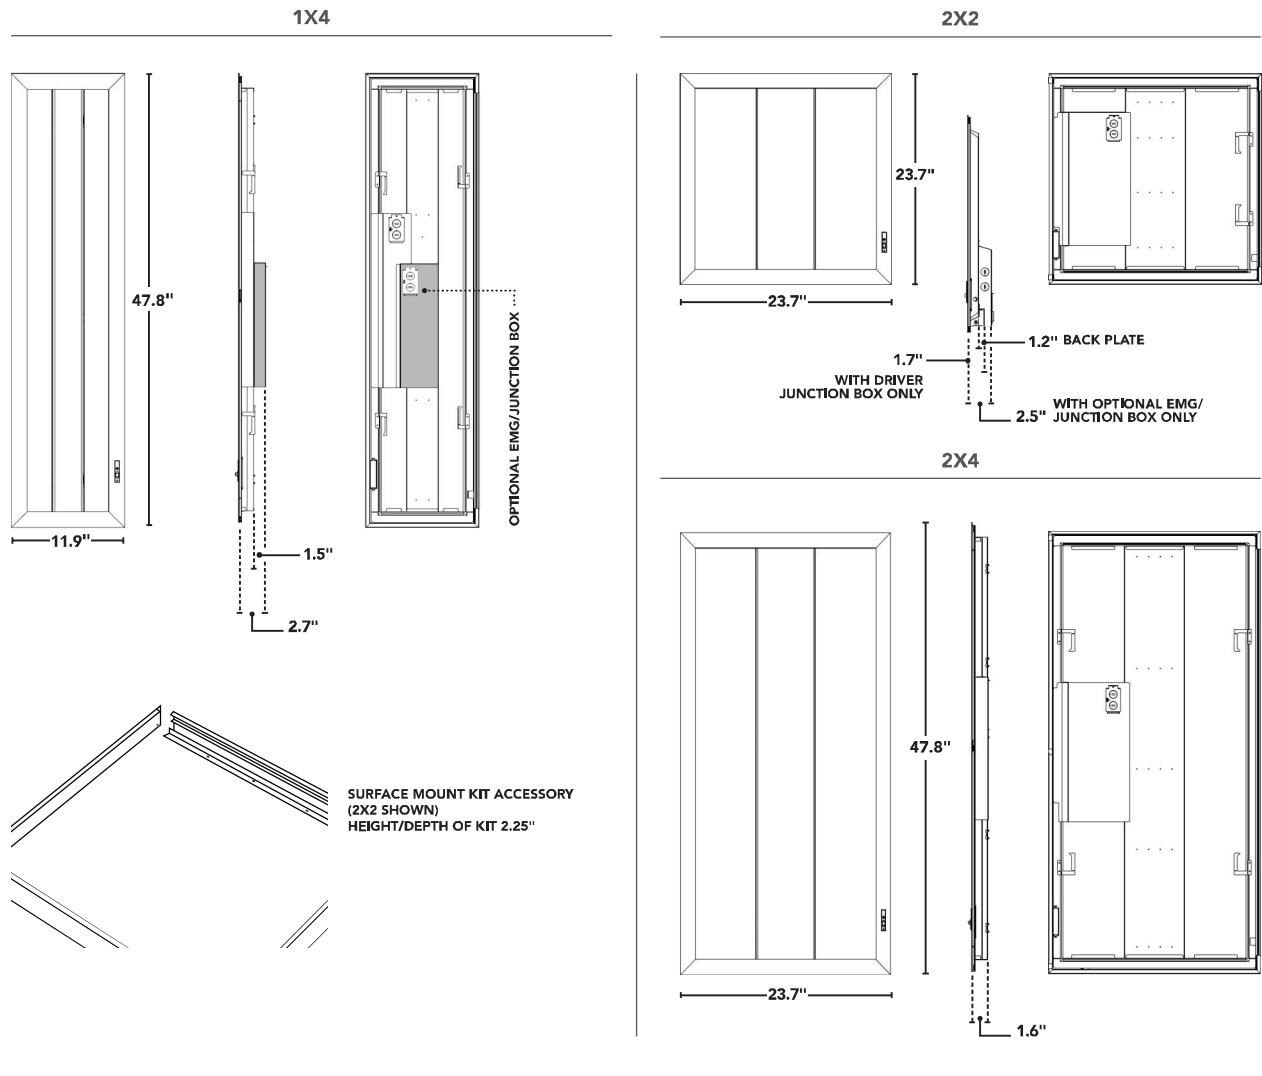 1X4
47.8"
11.9"
1.5"
2.7"
OPTIONAL EMG/JUNCTION BOX
SURFACE MOUNT KIT ACCESSORY
(2X2 SHOWN)
HEIGHT/DEPTH OF KIT 2.25"
2X2
23.7"
23.7"
1.2" BACK PLATE
1.7"
WITH DRIVER
JUNCTION BOX ONLY
2.5" WITH OPTIONAL EMG/
JUNCTION BOX ONLY
2X4
47.8"
23.7"
1.6"